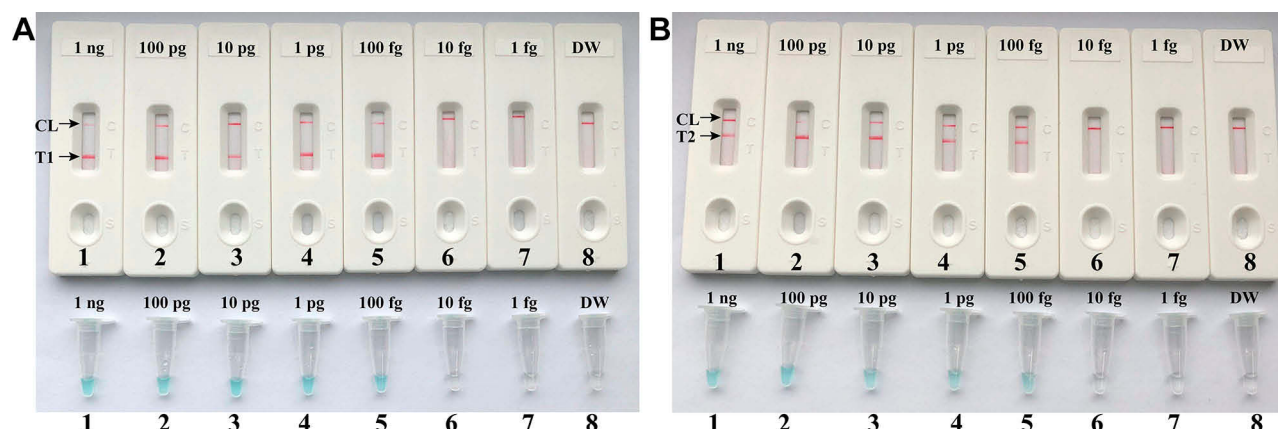 A
1 ng 100 pg 10 pg 1 pg 100 fg 10 fg 1 fg DW
CL C C C C C C C C
T1 T T T T T T T T
S S S S S S S S
1 2 3 4 5 6 7 8
1 ng 100 pg 10 pg 1 pg 100 fg 10 fg 1 fg DW
1 2 3 4 5 6 7 8
B
1 ng 100 pg 10 pg 1 pg 100 fg 10 fg 1 fg DW
CL C C C C C C C C
T2 T T T T T T T T
S S S S S S S S
1 2 3 4 5 6 7 8
1 ng 100 pg 10 pg 1 pg 100 fg 10 fg 1 fg DW
1 2 3 4 5 6 7 8